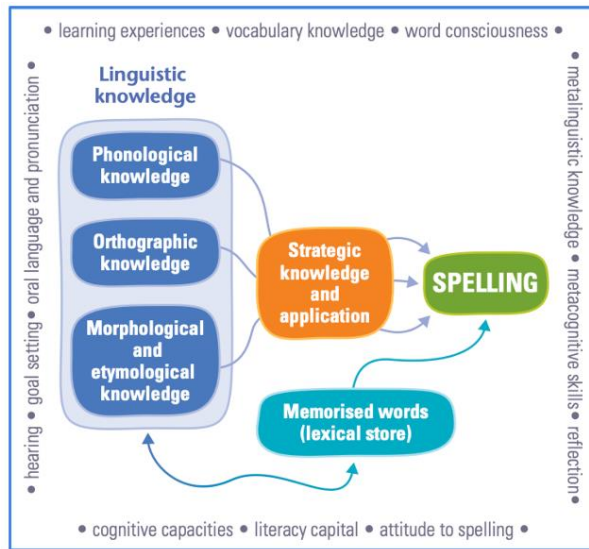 • learning experiences • vocabulary knowledge • word consciousness •
Linguistic
knowledge
Phonological
knowledge
Orthographic
knowledge
Morphological
and
etymological
knowledge
Strategic
knowledge
and
application
SPELLING
Memorised words
(lexical store)
• hearing • goal setting • oral language and pronunciation •
• metalinguistic knowledge • metacognitive skills • reflection •
• cognitive capacities • literacy capital • attitude to spelling •